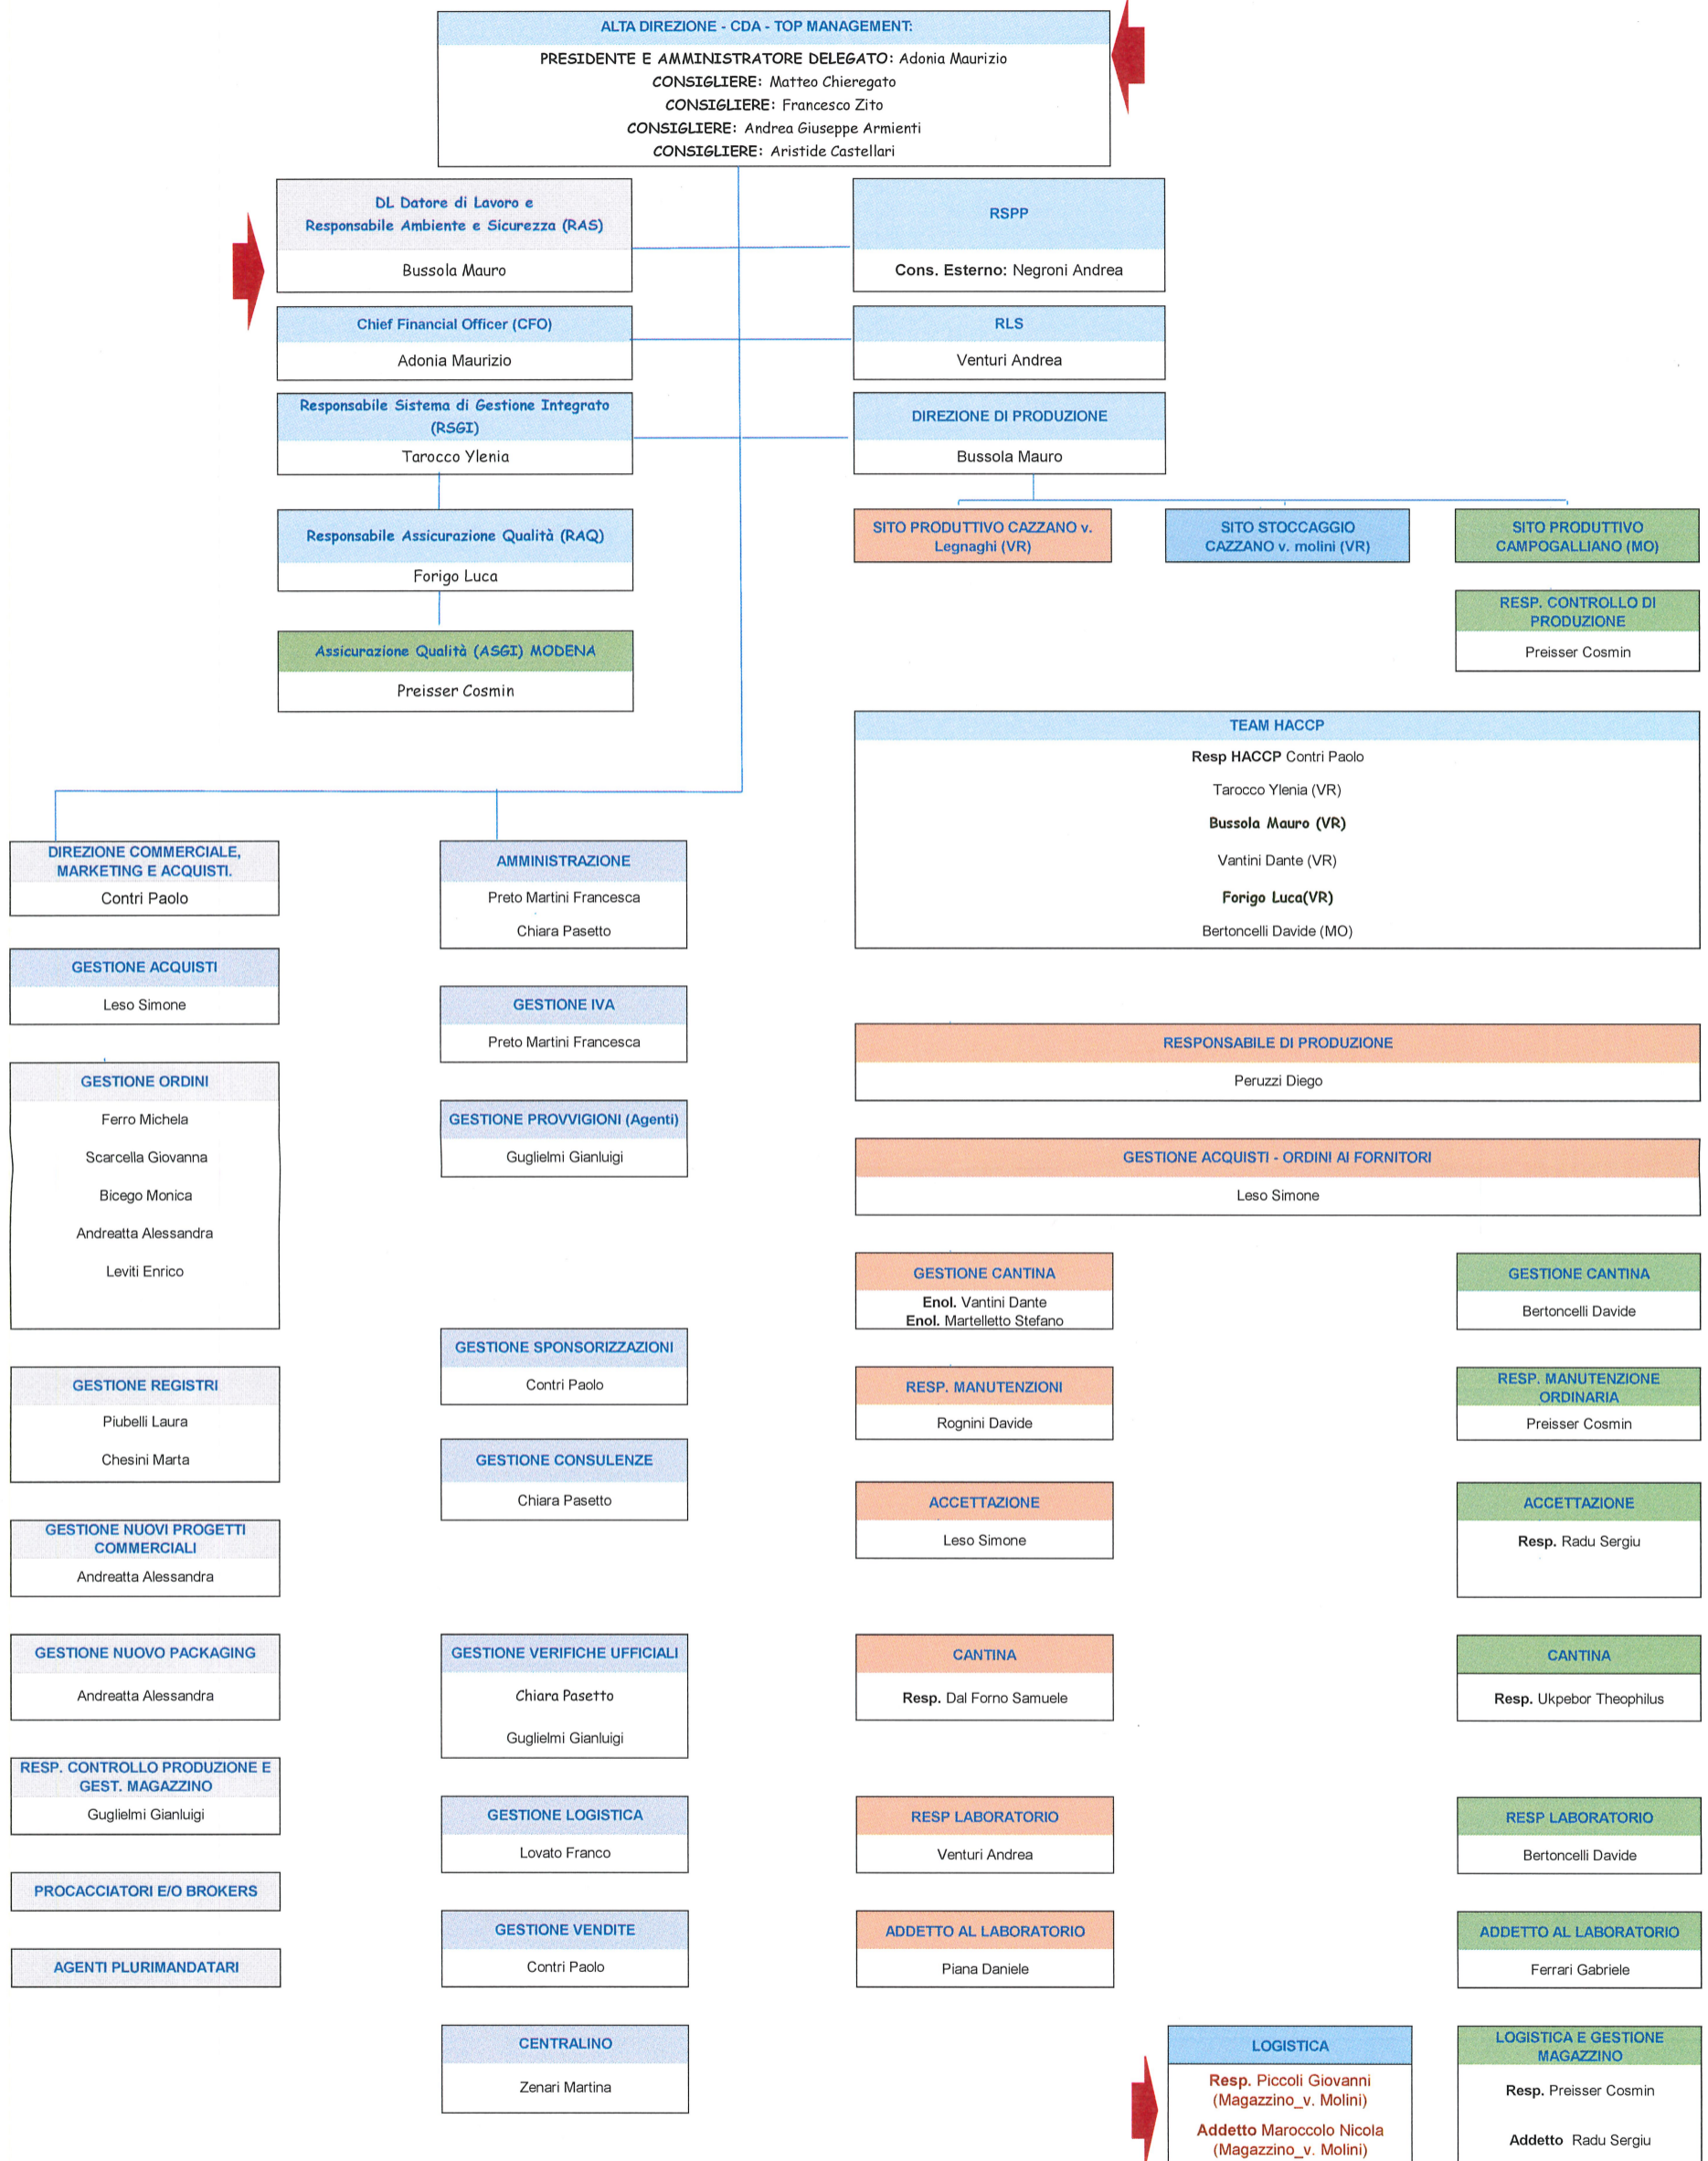 ALTA DIREZIONE - CDA - TOP MANAGEMENT:
PRESIDENTE E AMMINISTRATORE DELEGATO: Adonia Maurizio
CONSIGLIERE: Matteo Chieregato
CONSIGLIERE: Francesco Zito
CONSIGLIERE: Andrea Giuseppe Armienti
CONSIGLIERE: Aristide Castellari
DL Datore di Lavoro e
Responsabile Ambiente e Sicurezza (RAS)
Bussola Mauro
RSPP
Cons. Esterno: Negroni Andrea
Chief Financial Officer (CFO)
Adonia Maurizio
RLS
Venturi Andrea
Responsabile Sistema di Gestione Integrato
(RSGI)
Tarocco Ylenia
DIREZIONE DI PRODUZIONE
Bussola Mauro
Responsabile Assicurazione Qualità (RAQ)
Forigo Luca
Assicurazione Qualità (ASGI) MODENA
Preisser Cosmin
SITO PRODUTTIVO CAZZANO v.
Legnaghi (VR)
SITO STOCCAGGIO
CAZZANO v. molini (VR)
SITO PRODUTTIVO
CAMPOGALLIANO (MO)
RESP. CONTROLLO DI
PRODUZIONE
Preisser Cosmin
TEAM HACCP
Resp HACCP Contri Paolo
Tarocco Ylenia (VR)
Bussola Mauro (VR)
Vantini Dante (VR)
Forigo Luca(VR)
Bertoncelli Davide (MO)
DIREZIONE COMMERCIALE,
MARKETING E ACQUISTI.
Contri Paolo
GESTIONE ACQUISTI
Leso Simone
GESTIONE ORDINI
Ferro Michela
Scarcella Giovanna
Bicego Monica
Andreatta Alessandra
Leviti Enrico
GESTIONE REGISTRI
Piubelli Laura
Chesini Marta
GESTIONE NUOVI PROGETTI
COMMERCIALI
Andreatta Alessandra
GESTIONE NUOVO PACKAGING
Andreatta Alessandra
RESP. CONTROLLO PRODUZIONE E
GEST. MAGAZZINO
Guglielmi Gianluigi
PROCACCIATORI E/O BROKERS
AGENTI PLURIMANDATARI
AMMINISTRAZIONE
Preto Martini Francesca
Chiara Pasetto
GESTIONE IVA
Preto Martini Francesca
GESTIONE PROVVIGIONI (Agenti)
Guglielmi Gianluigi
GESTIONE SPONSORIZZAZIONI
Contri Paolo
GESTIONE CONSULENZE
Chiara Pasetto
GESTIONE VERIFICHE UFFICIALI
Chiara Pasetto
Guglielmi Gianluigi
GESTIONE LOGISTICA
Lovato Franco
GESTIONE VENDITE
Contri Paolo
CENTRALINO
Zenari Martina
RESPONSABILE DI PRODUZIONE
Peruzzi Diego
GESTIONE ACQUISTI - ORDINI AI FORNITORI
Leso Simone
GESTIONE CANTINA
Enol. Vantini Dante
Enol. Martelletto Stefano
RESP. MANUTENZIONI
Rognini Davide
ACCETTAZIONE
Leso Simone
CANTINA
Resp. Dal Forno Samuele
RESP LABORATORIO
Venturi Andrea
ADDETTO AL LABORATORIO
Piana Daniele
LOGISTICA
Resp. Piccoli Giovanni
(Magazzino_v. Molini)
Addetto Maroccolo Nicola
(Magazzino_v. Molini)
GESTIONE CANTINA
Bertoncelli Davide
RESP. MANUTENZIONE
ORDINARIA
Preisser Cosmin
ACCETTAZIONE
Resp. Radu Sergiu
CANTINA
Resp. Ukpebor Theophilus
RESP LABORATORIO
Bertoncelli Davide
ADDETTO AL LABORATORIO
Ferrari Gabriele
LOGISTICA E GESTIONE
MAGAZZINO
Resp. Preisser Cosmin
Addetto Radu Sergiu